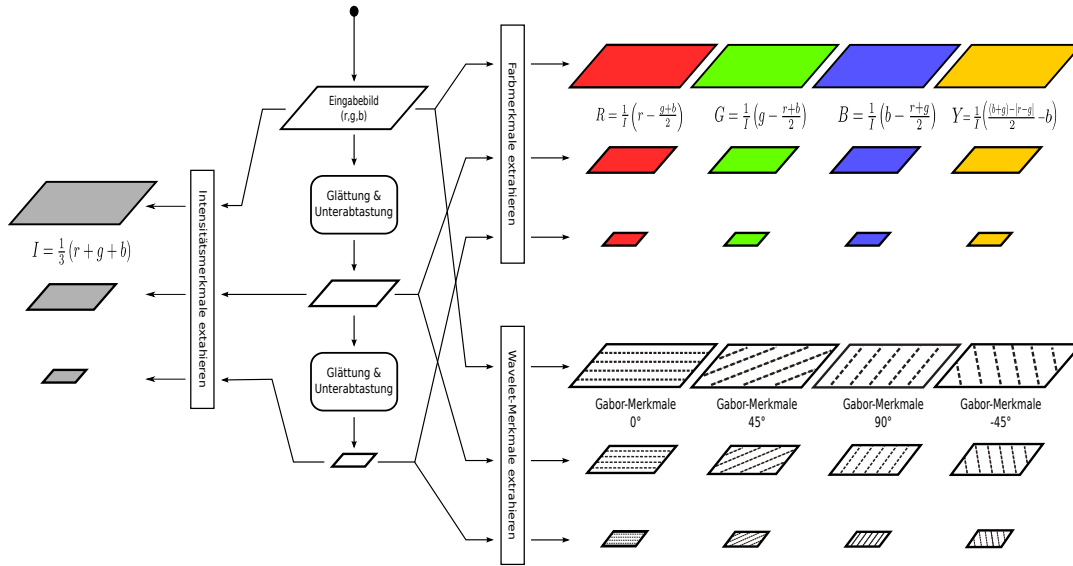 Eingabebild
(r,g,b)
Glättung &
Unterabtastung
Glättung &
Unterabtastung
Intensitätsmerkmale extahieren
I = 1/3 (r + g + b)
Farbmerkmale extrahieren
R = 1/I (r − (g+b)/2)
G = 1/I (g − (r+b)/2)
B = 1/I (b − (r+g)/2)
Y = 1/I (((b+g)−|r−g|)/2 − b)
Wavelet-Merkmale extrahieren
Gabor-Merkmale
0°
Gabor-Merkmale
45°
Gabor-Merkmale
90°
Gabor-Merkmale
-45°